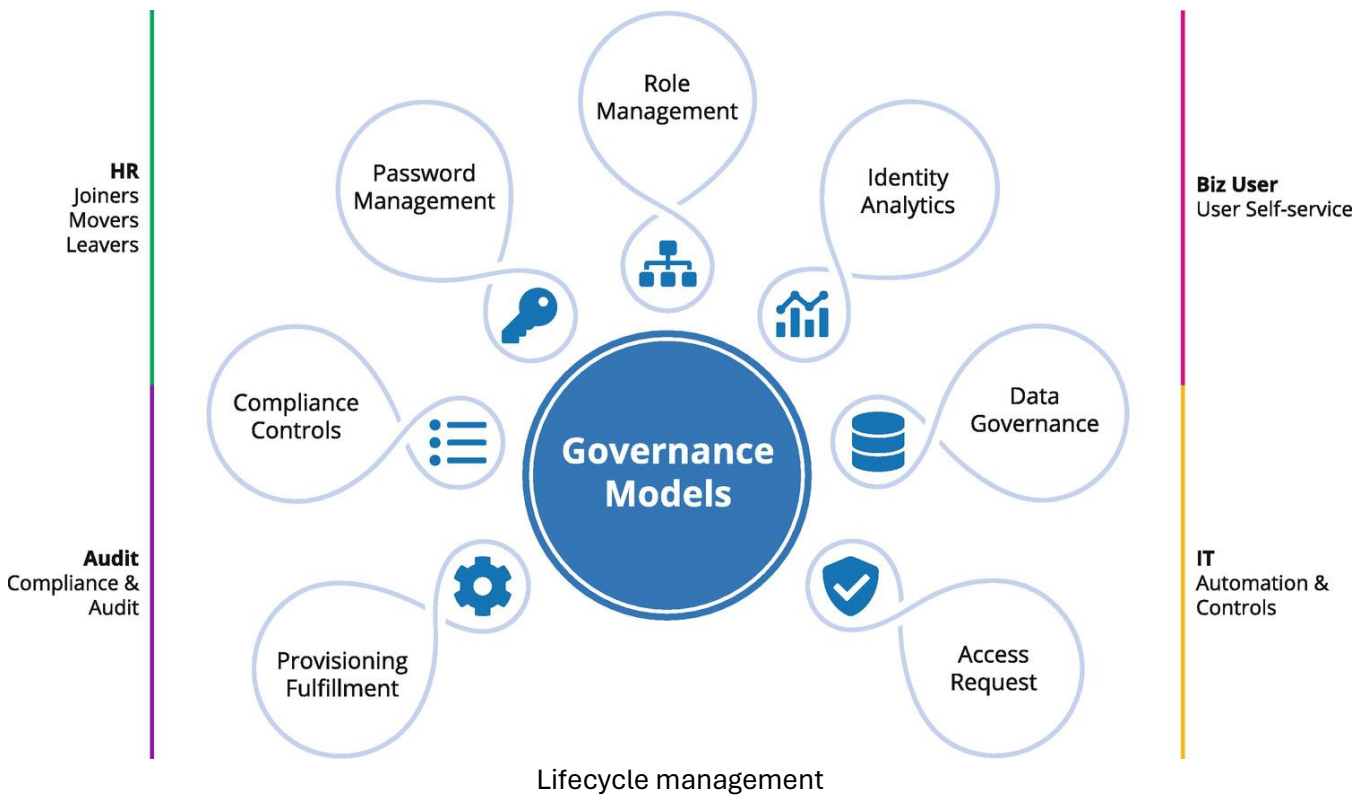 HR
Joiners
Movers
Leavers
Audit
Compliance &
Audit
Role
Management
Password
Management
Identity
Analytics
Compliance
Controls
Governance
Models
Data
Governance
Provisioning
Fulfillment
Access
Request
Biz User
User Self-service
IT
Automation &
Controls
Lifecycle management